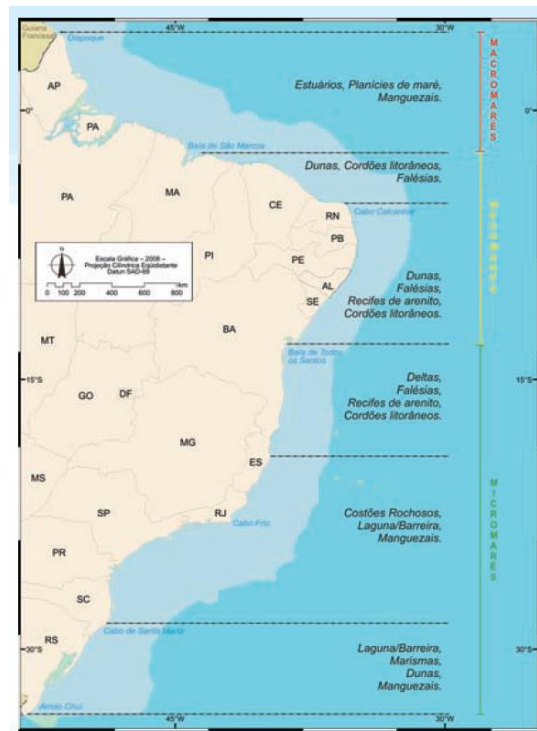 Guiana
Francesa
45°W
30°W
Oiapoque
AP
Estuários, Planícies de maré,
Manguezais.
MACROMARÉS
0°
0°
PA
Baía de São Marcos
Dunas, Cordões litorâneos,
Falésias.
PA
MA
CE
RN
Cabo Calcanhar
PB
PI
PE
AL
SE
MESOMARÉS
N
Escala Gráfica – 2008 –
Projeção Cilíndrica Eqüidistante
Datun SAD-69
km
0 100 200 400 600 800
Dunas,
Falésias,
Recifes de arenito,
Cordões litorâneos.
BA
MT
Baía de Todos
os Santos
15°S
15°S
GO
DF
Deltas,
Falésias,
Recifes de arenito,
Cordões litorâneos.
MG
ES
MS
SP
RJ
Cabo Frio
Costões Rochosos,
Laguna/Barreira,
Manguezais.
MICROMARÉS
PR
SC
Cabo de Santa Marta
RS
30°S
30°S
Laguna/Barreira,
Marismas,
Dunas,
Manguezais.
Arroio Chuí
45°W
30°W